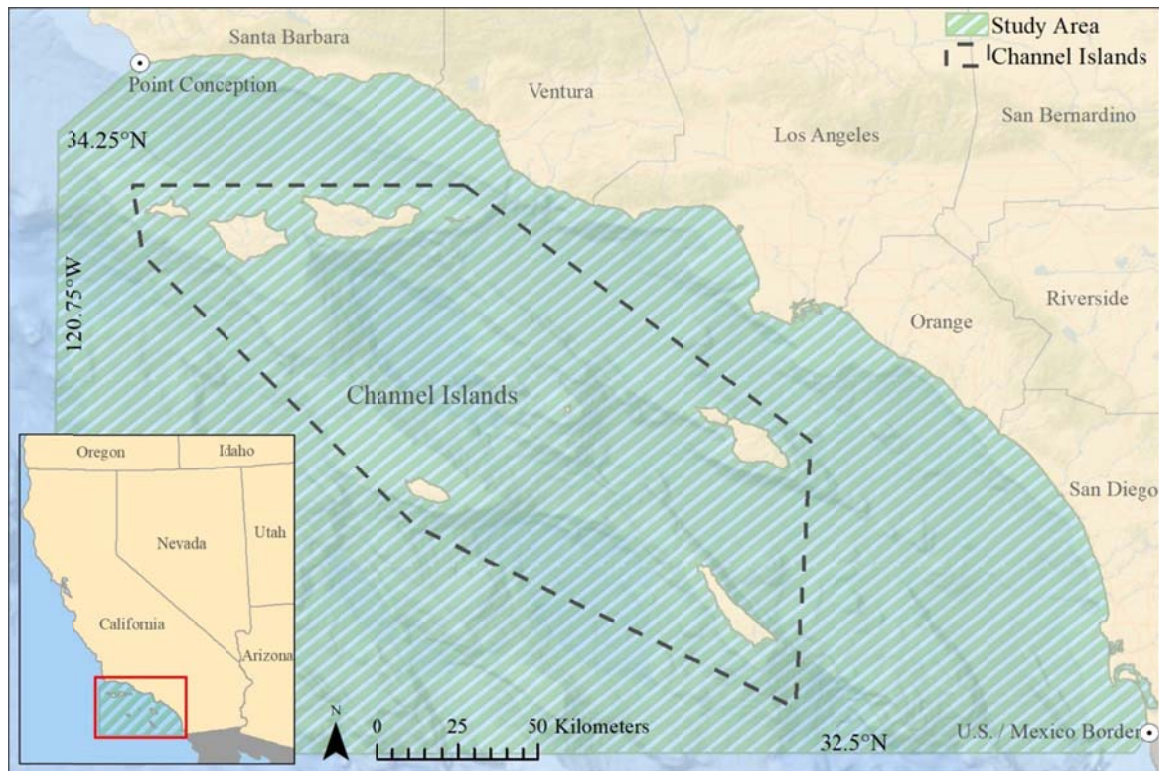 Santa Barbara
Study Area
Channel Islands
Point Conception
Ventura
San Bernardino
Los Angeles
34.25°N
120.75°W
Riverside
Orange
Channel Islands
San Diego
Oregon
Idaho
Utah
Nevada
California
Arizona
N
0 25 50 Kilometers
32.5°N
U.S. / Mexico Border